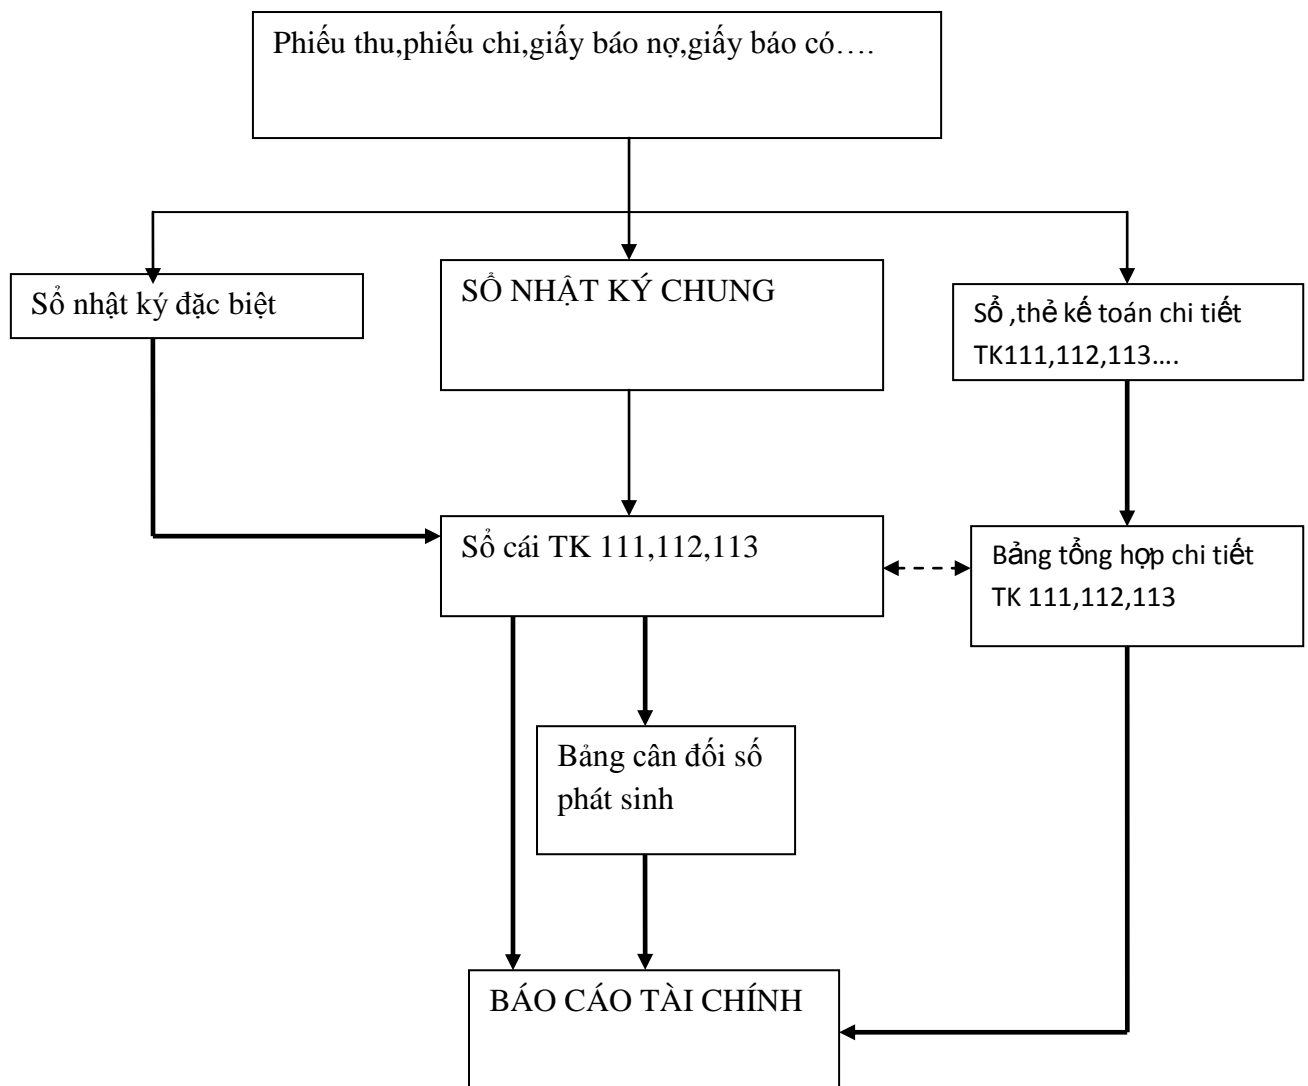 Phiếu thu,phiếu chi,giấy báo nợ,giấy báo có….
Sổ nhật ký đặc biệt
SỔ NHẬT KÝ CHUNG
Sổ ,thẻ kế toán chi tiết
TK111,112,113….
Sổ cái TK 111,112,113
Bảng tổng hợp chi tiết
TK 111,112,113
Bảng cân đối số
phát sinh
BÁO CÁO TÀI CHÍNH